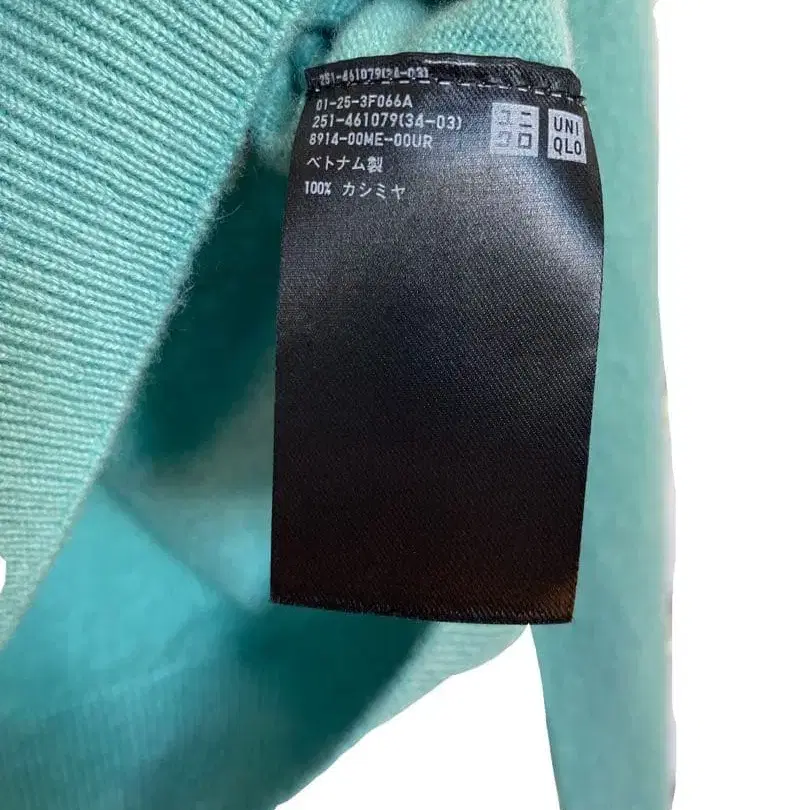 251-461079(34-03)
01-25-3F066A
251-461079(34-03)
8914-00ME-00UR
ベトナム製
100% カシミヤ
ユニ
クロ
UNI
QLO